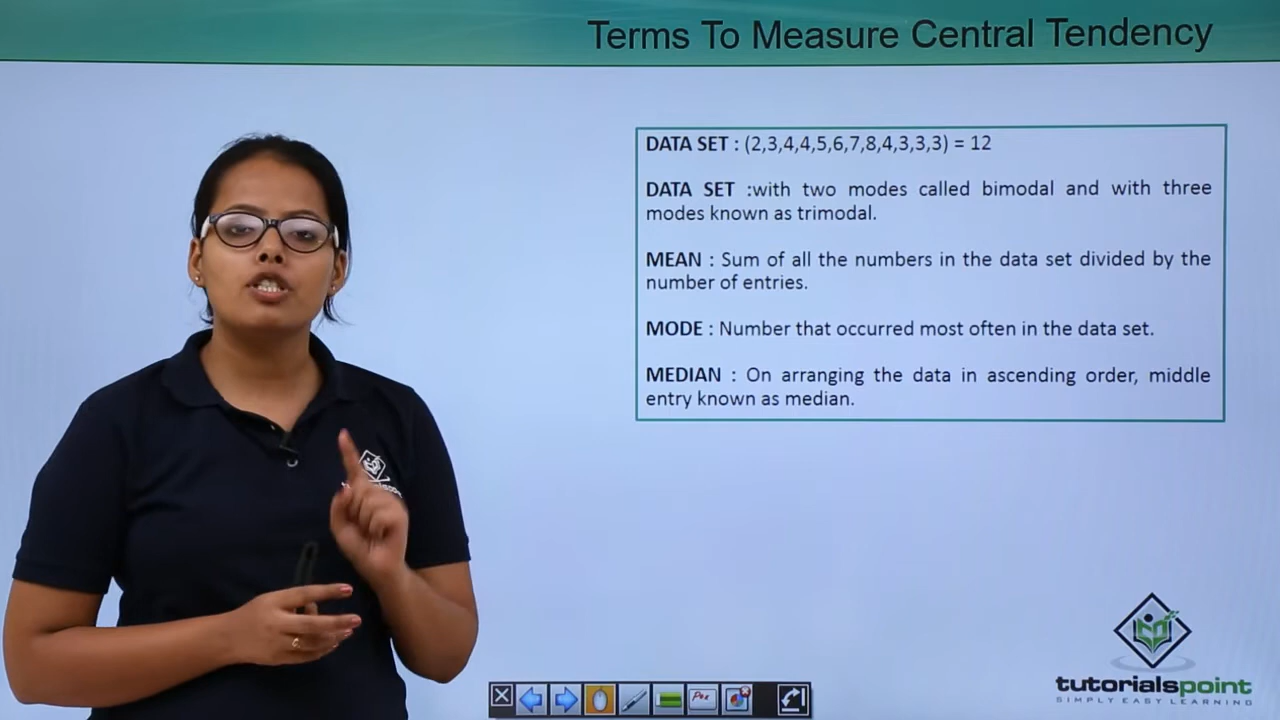 Terms To Measure Central Tendency
DATA SET : (2,3,4,4,5,6,7,8,4,3,3,3) = 12
DATA SET :with two modes called bimodal and with three
modes known as trimodal.
MEAN : Sum of all the numbers in the data set divided by the
number of entries.
MODE : Number that occurred most often in the data set.
MEDIAN : On arranging the data in ascending order, middle
entry known as median.
tutorialspoint
SIMPLY EASY LEARNING